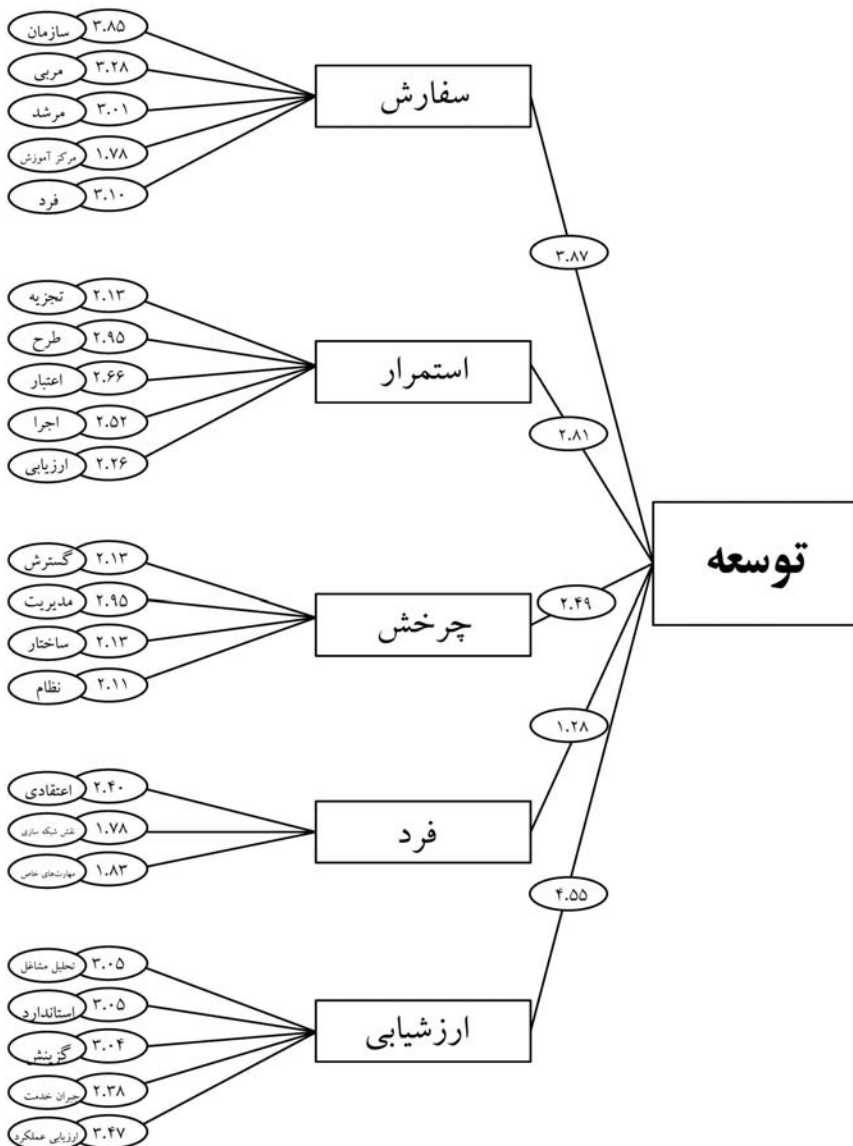 سازمان ۳.۸۵
مربی ۳.۲۸
مرشد ۳.۰۱
مرکز آموزش ۱.۷۸
فرد ۳.۱۰
سفارش
۳.۸۷
تجزیه ۲.۱۳
طرح ۲.۹۵
اعتبار ۲.۶۶
اجرا ۲.۵۲
ارزیابی ۲.۲۶
استمرار
۲.۸۱
توسعه
گسترش ۲.۱۳
مدیریت ۲.۹۵
ساختار ۲.۱۳
نظام ۲.۱۱
چرخش
۲.۴۹
۱.۲۸
اعتقادی ۲.۴۰
نقش شبکه سازی ۱.۷۸
مهارت‌های خاص ۱.۸۳
فرد
۴.۵۵
تحلیل مشاغل ۳.۰۵
استاندارد ۳.۰۵
گزینش ۳.۰۴
جبران خدمت ۲.۳۸
ارزیابی عملکرد ۳.۴۷
ارزشیابی